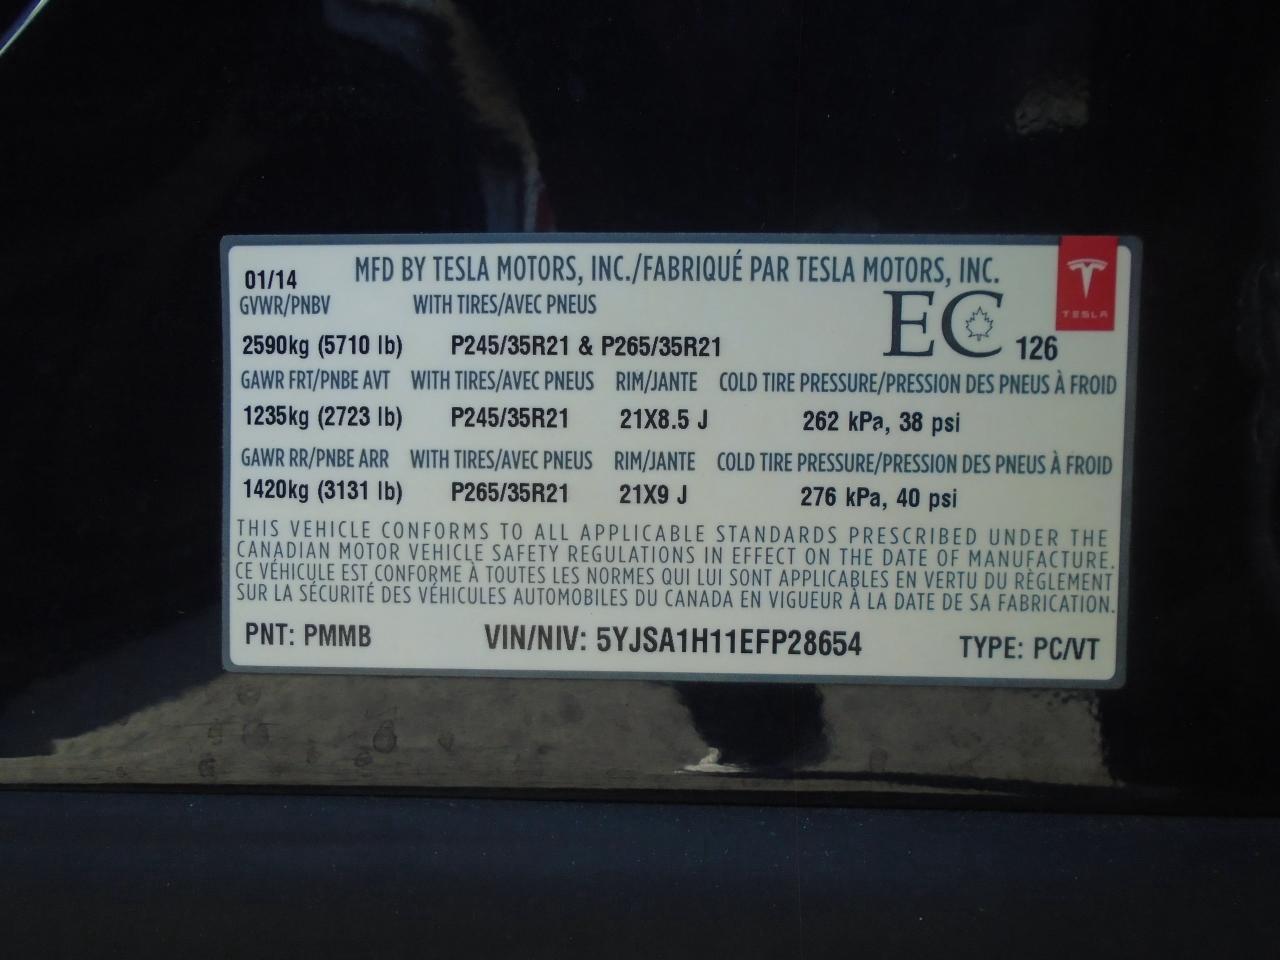 01/14 MFD BY TESLA MOTORS, INC./FABRIQUÉ PAR TESLA MOTORS, INC.
TESLA
GVWR/PNBV WITH TIRES/AVEC PNEUS
EC 126
2590kg (5710 lb) P245/35R21 & P265/35R21
GAWR FRT/PNBE AVT WITH TIRES/AVEC PNEUS RIM/JANTE COLD TIRE PRESSURE/PRESSION DES PNEUS À FROID
1235kg (2723 lb) P245/35R21 21X8.5 J 262 kPa, 38 psi
GAWR RR/PNBE ARR WITH TIRES/AVEC PNEUS RIM/JANTE COLD TIRE PRESSURE/PRESSION DES PNEUS À FROID
1420kg (3131 lb) P265/35R21 21X9 J 276 kPa, 40 psi
THIS VEHICLE CONFORMS TO ALL APPLICABLE STANDARDS PRESCRIBED UNDER THE
CANADIAN MOTOR VEHICLE SAFETY REGULATIONS IN EFFECT ON THE DATE OF MANUFACTURE.
CE VÉHICULE EST CONFORME À TOUTES LES NORMES QUI LUI SONT APPLICABLES EN VERTU DU RÈGLEMENT
SUR LA SÉCURITÉ DES VÉHICULES AUTOMOBILES DU CANADA EN VIGUEUR À LA DATE DE SA FABRICATION.
PNT: PMMB VIN/NIV: 5YJSA1H11EFP28654 TYPE: PC/VT